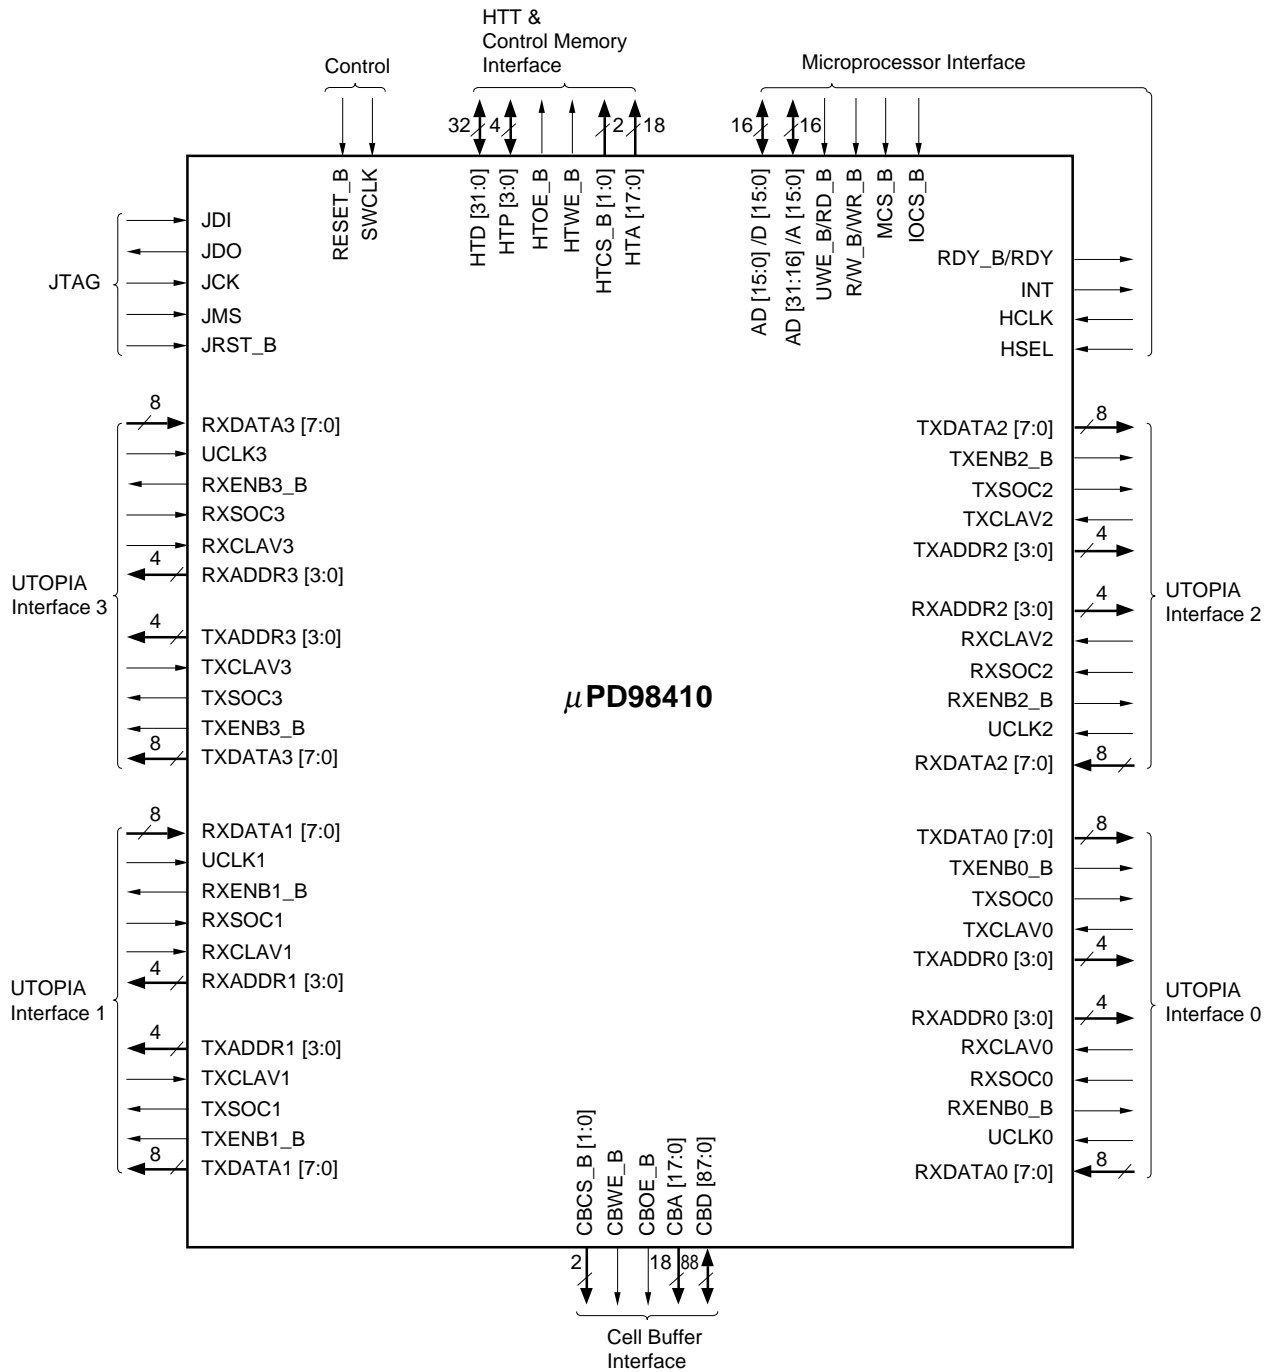 HTT &
Control Memory
Interface
Control
Microprocessor Interface
32
4
2
18
16
16
RESET_B
SWCLK
HTD [31:0]
HTP [3:0]
HTOE_B
HTWE_B
HTCS_B [1:0]
HTA [17:0]
AD [15:0] /D [15:0]
AD [31:16] /A [15:0]
UWE_B/RD_B
R/W_B/WR_B
MCS_B
IOCS_B
JTAG
JDI
JDO
JCK
JMS
JRST_B
RDY_B/RDY
INT
HCLK
HSEL
UTOPIA
Interface 3
8
RXDATA3 [7:0]
UCLK3
RXENB3_B
RXSOC3
RXCLAV3
4
RXADDR3 [3:0]
4
TXADDR3 [3:0]
TXCLAV3
TXSOC3
TXENB3_B
8
TXDATA3 [7:0]
μPD98410
TXDATA2 [7:0]
8
TXENB2_B
TXSOC2
TXCLAV2
TXADDR2 [3:0]
4
RXADDR2 [3:0]
4
RXCLAV2
RXSOC2
RXENB2_B
UCLK2
RXDATA2 [7:0]
8
UTOPIA
Interface 2
UTOPIA
Interface 1
8
RXDATA1 [7:0]
UCLK1
RXENB1_B
RXSOC1
RXCLAV1
4
RXADDR1 [3:0]
4
TXADDR1 [3:0]
TXCLAV1
TXSOC1
TXENB1_B
8
TXDATA1 [7:0]
TXDATA0 [7:0]
8
TXENB0_B
TXSOC0
TXCLAV0
TXADDR0 [3:0]
4
RXADDR0 [3:0]
4
RXCLAV0
RXSOC0
RXENB0_B
UCLK0
RXDATA0 [7:0]
8
UTOPIA
Interface 0
CBCS_B [1:0]
CBWE_B
CBOE_B
CBA [17:0]
CBD [87:0]
2
18
88
Cell Buffer
Interface